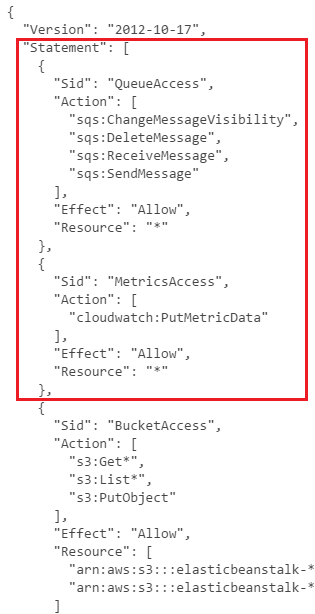 {
"Version": "2012-10-17",
"Statement": [
{
"Sid": "QueueAccess",
"Action": [
"sqs:ChangeMessageVisibility",
"sqs:DeleteMessage",
"sqs:ReceiveMessage",
"sqs:SendMessage"
],
"Effect": "Allow",
"Resource": "*"
},
{
"Sid": "MetricsAccess",
"Action": [
"cloudwatch:PutMetricData"
],
"Effect": "Allow",
"Resource": "*"
},
{
"Sid": "BucketAccess",
"Action": [
"s3:Get*",
"s3:List*",
"s3:PutObject"
],
"Effect": "Allow",
"Resource": [
"arn:aws:s3:::elasticbeanstalk-*
"arn:aws:s3:::elasticbeanstalk-*
]